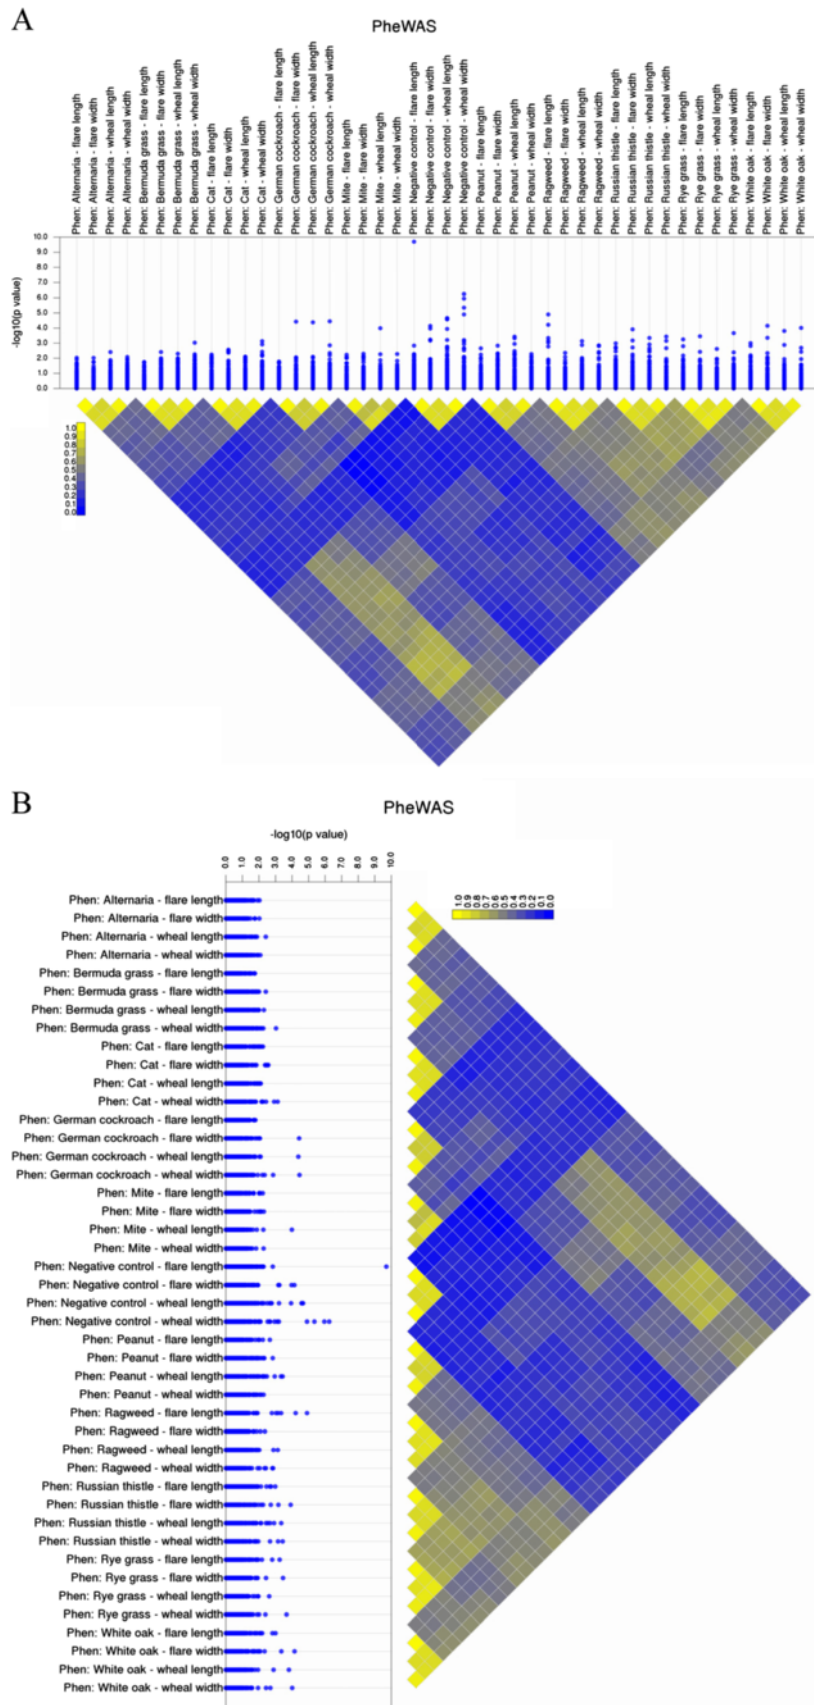 A
PheWAS
Phen: Alternaria - flare length
Phen: Alternaria - flare width
Phen: Alternaria - wheal length
Phen: Alternaria - wheal width
Phen: Bermuda grass - flare length
Phen: Bermuda grass - flare width
Phen: Bermuda grass - wheal length
Phen: Bermuda grass - wheal width
Phen: Cat - flare length
Phen: Cat - flare width
Phen: Cat - wheal length
Phen: Cat - wheal width
Phen: German cockroach - flare length
Phen: German cockroach - flare width
Phen: German cockroach - wheal length
Phen: German cockroach - wheal width
Phen: Mite - flare length
Phen: Mite - flare width
Phen: Mite - wheal length
Phen: Mite - wheal width
Phen: Negative control - flare length
Phen: Negative control - flare width
Phen: Negative control - wheal length
Phen: Negative control - wheal width
Phen: Peanut - flare length
Phen: Peanut - flare width
Phen: Peanut - wheal length
Phen: Peanut - wheal width
Phen: Ragweed - flare length
Phen: Ragweed - flare width
Phen: Ragweed - wheal length
Phen: Ragweed - wheal width
Phen: Russian thistle - flare length
Phen: Russian thistle - flare width
Phen: Russian thistle - wheal length
Phen: Russian thistle - wheal width
Phen: Rye grass - flare length
Phen: Rye grass - flare width
Phen: Rye grass - wheal length
Phen: Rye grass - wheal width
Phen: White oak - flare length
Phen: White oak - flare width
Phen: White oak - wheal length
Phen: White oak - wheal width
-log10(p value)
10.0
9.0
8.0
7.0
6.0
5.0
4.0
3.0
2.0
1.0
0.0
1.0
0.9
0.8
0.7
0.6
0.5
0.4
0.3
0.2
0.1
0.0
B
PheWAS
-log10(p value)
0.0 1.0 2.0 3.0 4.0 5.0 6.0 7.0 8.0 9.0 10.0
1.0 0.9 0.8 0.7 0.6 0.5 0.4 0.3 0.2 0.1 0.0
Phen: Alternaria - flare length
Phen: Alternaria - flare width
Phen: Alternaria - wheal length
Phen: Alternaria - wheal width
Phen: Bermuda grass - flare length
Phen: Bermuda grass - flare width
Phen: Bermuda grass - wheal length
Phen: Bermuda grass - wheal width
Phen: Cat - flare length
Phen: Cat - flare width
Phen: Cat - wheal length
Phen: Cat - wheal width
Phen: German cockroach - flare length
Phen: German cockroach - flare width
Phen: German cockroach - wheal length
Phen: German cockroach - wheal width
Phen: Mite - flare length
Phen: Mite - flare width
Phen: Mite - wheal length
Phen: Mite - wheal width
Phen: Negative control - flare length
Phen: Negative control - flare width
Phen: Negative control - wheal length
Phen: Negative control - wheal width
Phen: Peanut - flare length
Phen: Peanut - flare width
Phen: Peanut - wheal length
Phen: Peanut - wheal width
Phen: Ragweed - flare length
Phen: Ragweed - flare width
Phen: Ragweed - wheal length
Phen: Ragweed - wheal width
Phen: Russian thistle - flare length
Phen: Russian thistle - flare width
Phen: Russian thistle - wheal length
Phen: Russian thistle - wheal width
Phen: Rye grass - flare length
Phen: Rye grass - flare width
Phen: Rye grass - wheal length
Phen: Rye grass - wheal width
Phen: White oak - flare length
Phen: White oak - flare width
Phen: White oak - wheal length
Phen: White oak - wheal width